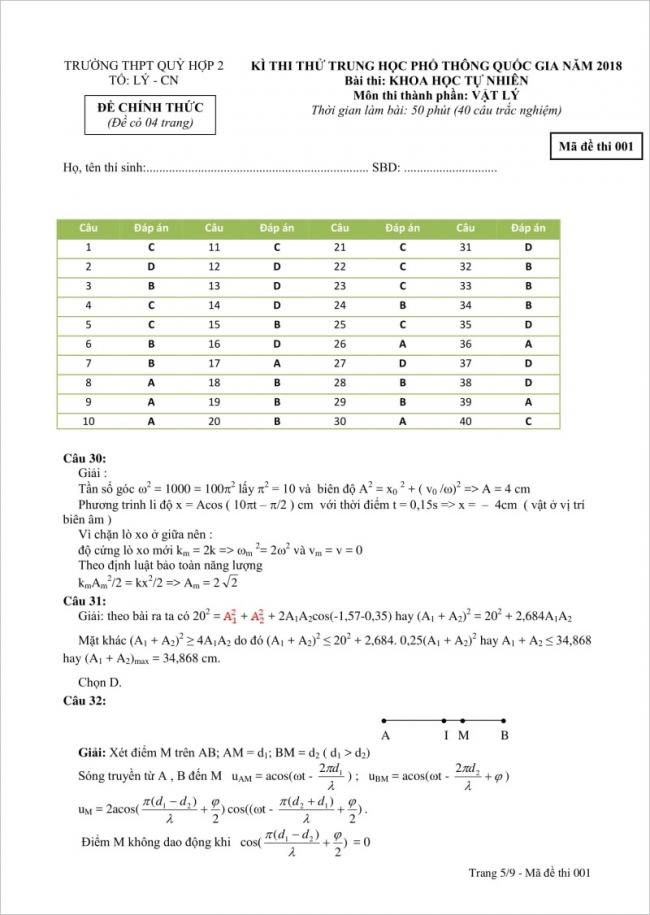 TRƯỜNG THPT QUỲ HỢP 2
TỔ: LÝ - CN
ĐỀ CHÍNH THỨC
(Đề có 04 trang)
KÌ THI THỬ TRUNG HỌC PHỔ THÔNG QUỐC GIA NĂM 2018
Bài thi: KHOA HỌC TỰ NHIÊN
Môn thi thành phần: VẬT LÝ
Thời gian làm bài: 50 phút (40 câu trắc nghiệm)
Mã đề thi 001
Họ, tên thí sinh:..................................................................... SBD: .............................
Câu Đáp án Câu Đáp án Câu Đáp án Câu Đáp án
1 C 11 C 21 C 31 D
2 D 12 D 22 C 32 B
3 B 13 D 23 C 33 B
4 C 14 D 24 B 34 B
5 C 15 B 25 C 35 D
6 B 16 D 26 A 36 A
7 B 17 A 27 D 37 D
8 A 18 B 28 B 38 D
9 A 19 B 29 B 39 A
10 A 20 B 30 A 40 C
Câu 30:
Giải :
Tần số góc ω² = 1000 = 100π² lấy π² = 10 và biên độ A² = x₀ ² + ( v₀ /ω)² => A = 4 cm
Phương trình li độ x = Acos ( 10πt – π/2 ) cm với thời điểm t = 0,15s => x = – 4cm ( vật ở vị trí
biên âm )
Vì chặn lò xo ở giữa nên :
độ cứng lò xo mới kₘ = 2k => ωₘ ²= 2ω² và vₘ = v = 0
Theo định luật bảo toàn năng lượng
kₘAₘ²/2 = kx²/2 => Aₘ = 2√2
Câu 31:
Giải: theo bài ra ta có 20² = A₁² + A₂² + 2A₁A₂cos(-1,57-0,35) hay (A₁ + A₂)² = 20² + 2,684A₁A₂
Mặt khác (A₁ + A₂)² ≥ 4A₁A₂ do đó (A₁ + A₂)² ≤ 20² + 2,684. 0,25(A₁ + A₂)² hay A₁ + A₂ ≤ 34,868
hay (A₁ + A₂)ₘₐₓ = 34,868 cm.
Chọn D.
Câu 32:
A I M B
Giải: Xét điểm M trên AB; AM = d₁; BM = d₂ ( d₁ > d₂)
Sóng truyền từ A , B đến M u_AM = acos(ωt - 2πd₁/λ) ; u_BM = acos(ωt - 2πd₂/λ + φ )
u_M = 2acos(π(d₁ − d₂)/λ + φ/2) cos((ωt - π(d₂ + d₁)/λ + φ/2) .
Điểm M không dao động khi cos(π(d₁ − d₂)/λ + φ/2) = 0
Trang 5/9 - Mã đề thi 001